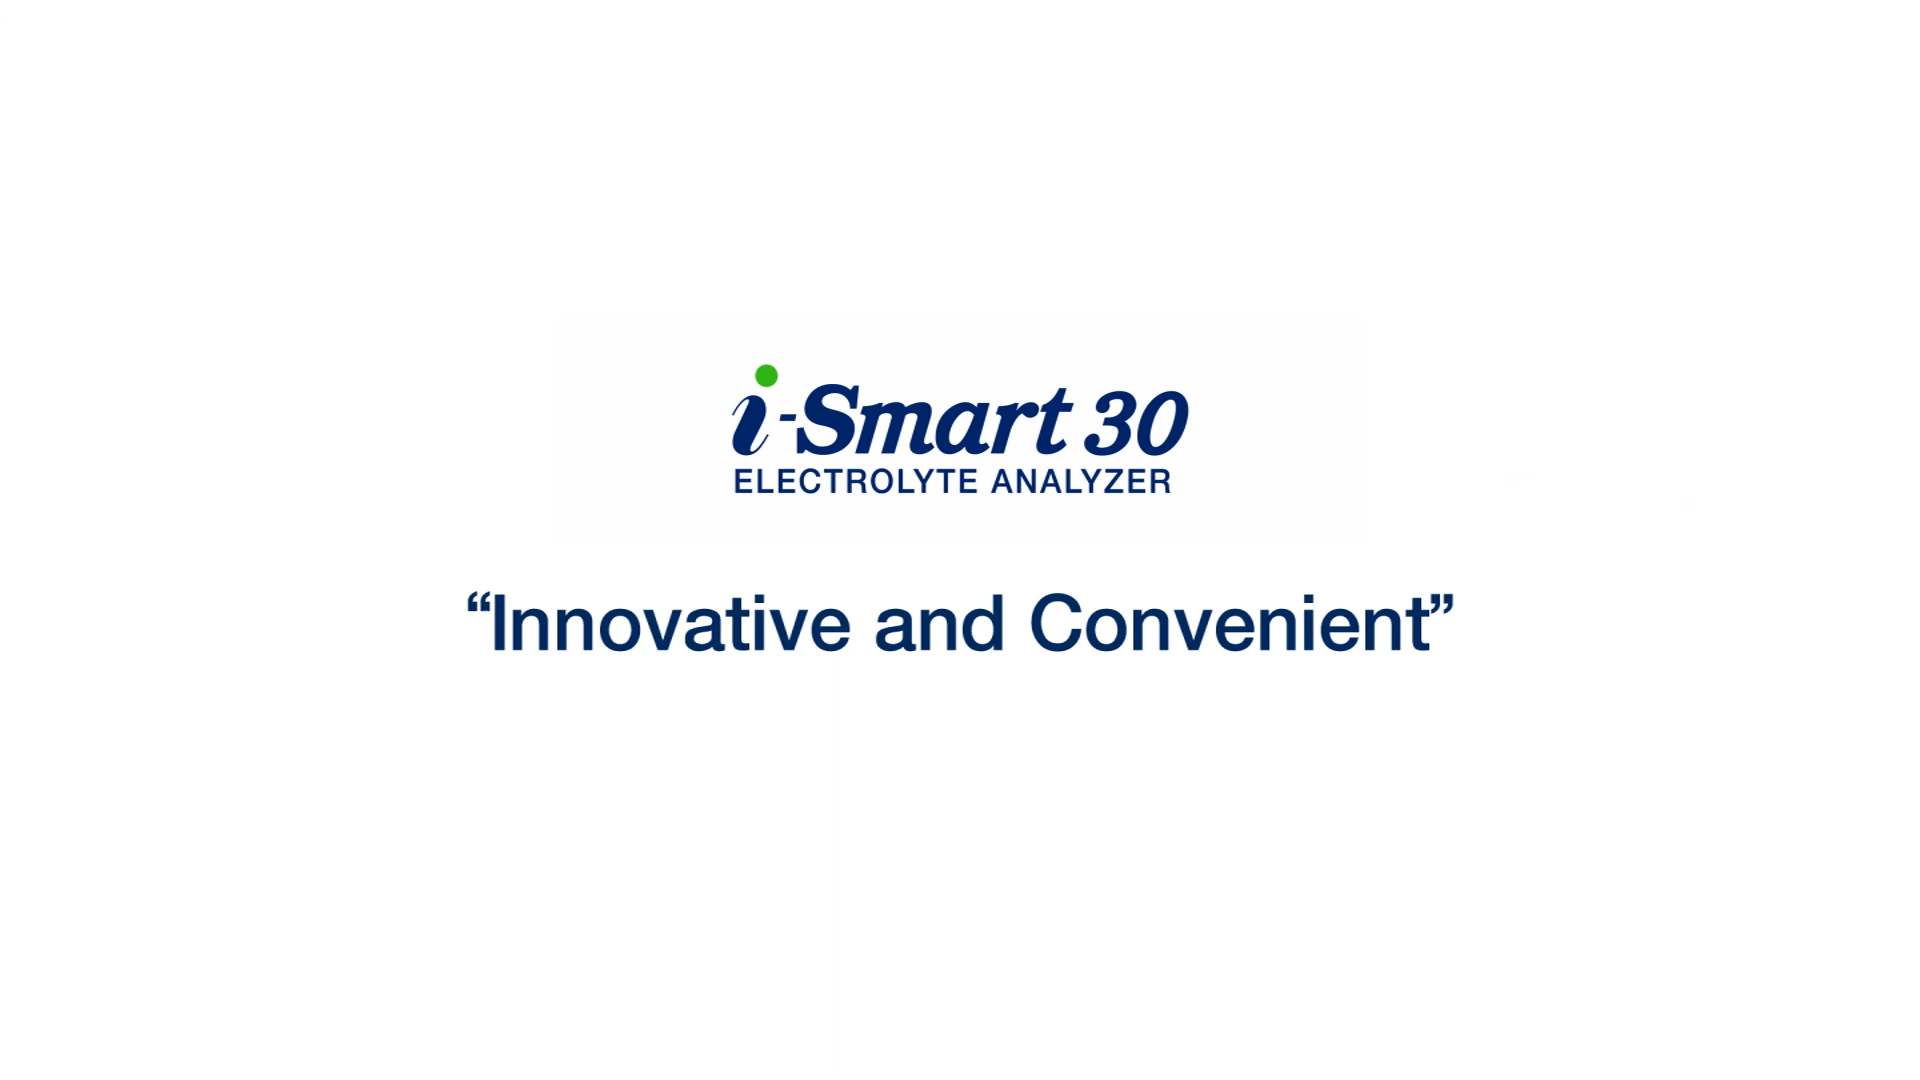 i-Smart 30
ELECTROLYTE ANALYZER
“Innovative and Convenient”